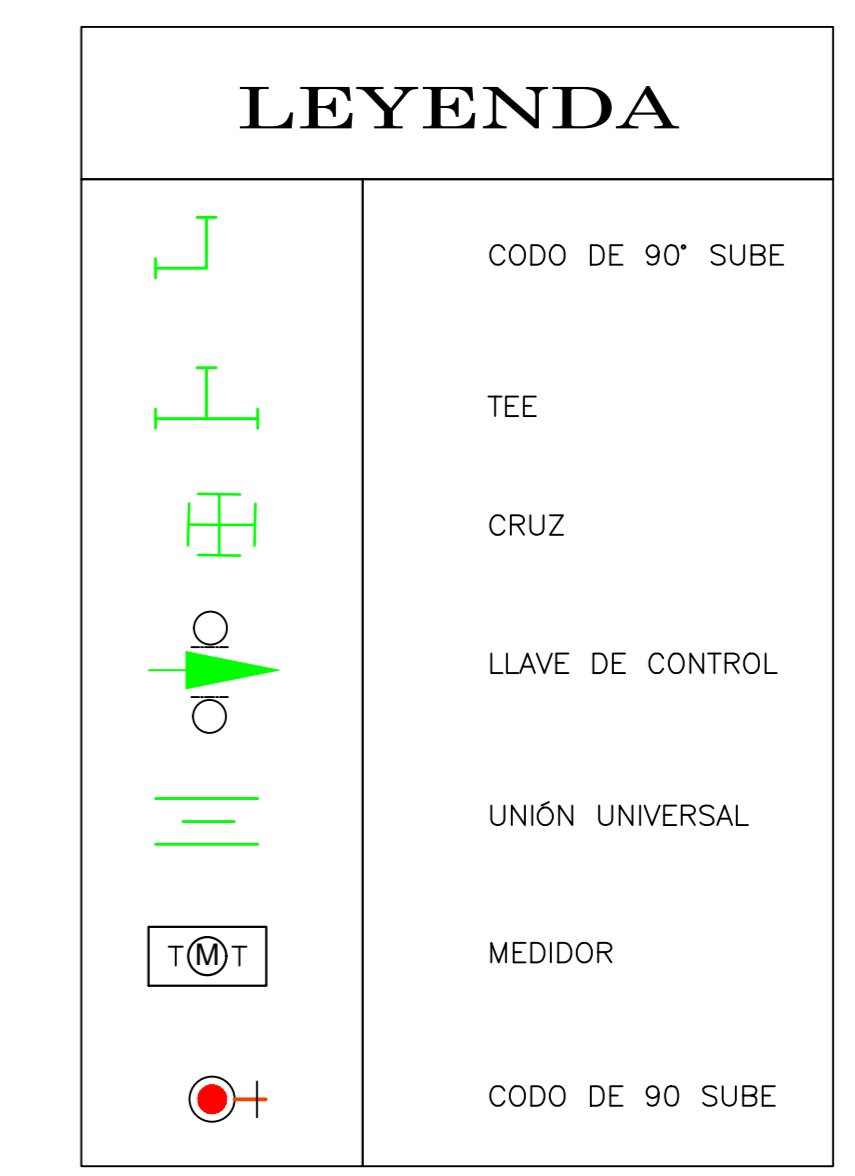 LEYENDA
CODO DE 90° SUBE
TEE
CRUZ
LLAVE DE CONTROL
UNIÓN UNIVERSAL
T M T MEDIDOR
CODO DE 90 SUBE